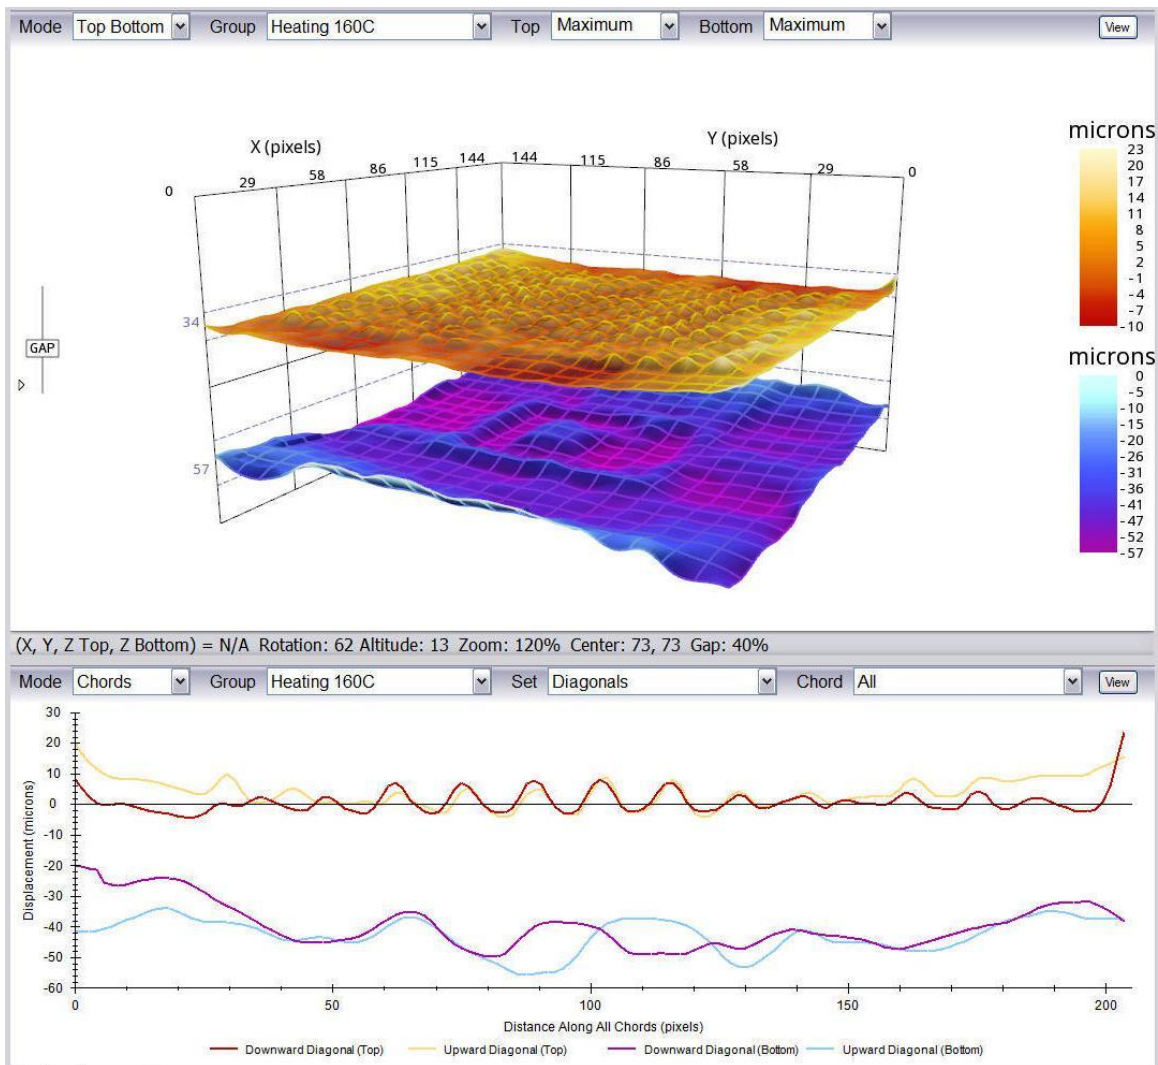 Mode Top Bottom Group Heating 160C Top Maximum Bottom Maximum View
X (pixels)
Y (pixels)
0 29 58 86 115 144 144 115 86 58 29 0
34
57
GAP
microns
23
20
17
14
11
8
5
2
-1
-4
-7
-10
microns
0
-5
-10
-15
-20
-26
-31
-36
-41
-47
-52
-57
(X, Y, Z Top, Z Bottom) = N/A Rotation: 62 Altitude: 13 Zoom: 120% Center: 73, 73 Gap: 40%
Mode Chords Group Heating 160C Set Diagonals Chord All View
Displacement (microns)
30
20
10
0
-10
-20
-30
-40
-50
-60
0 50 100 150 200
Distance Along All Chords (pixels)
Downward Diagonal (Top) Upward Diagonal (Top) Downward Diagonal (Bottom) Upward Diagonal (Bottom)